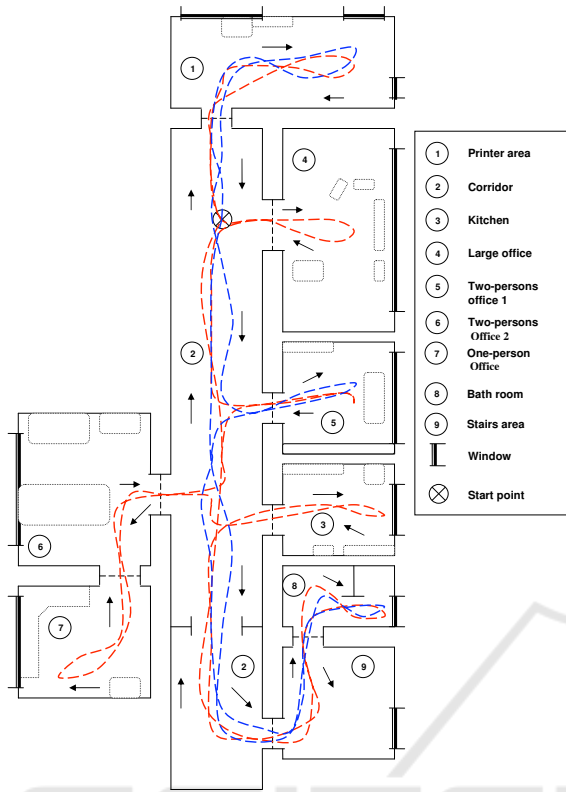 1
4
2
5
3
6
8
7
2
9
1 Printer area
2 Corridor
3 Kitchen
4 Large office
5 Two-persons
office 1
6 Two-persons
Office 2
7 One-person
Office
8 Bath room
9 Stairs area
Window
Start point